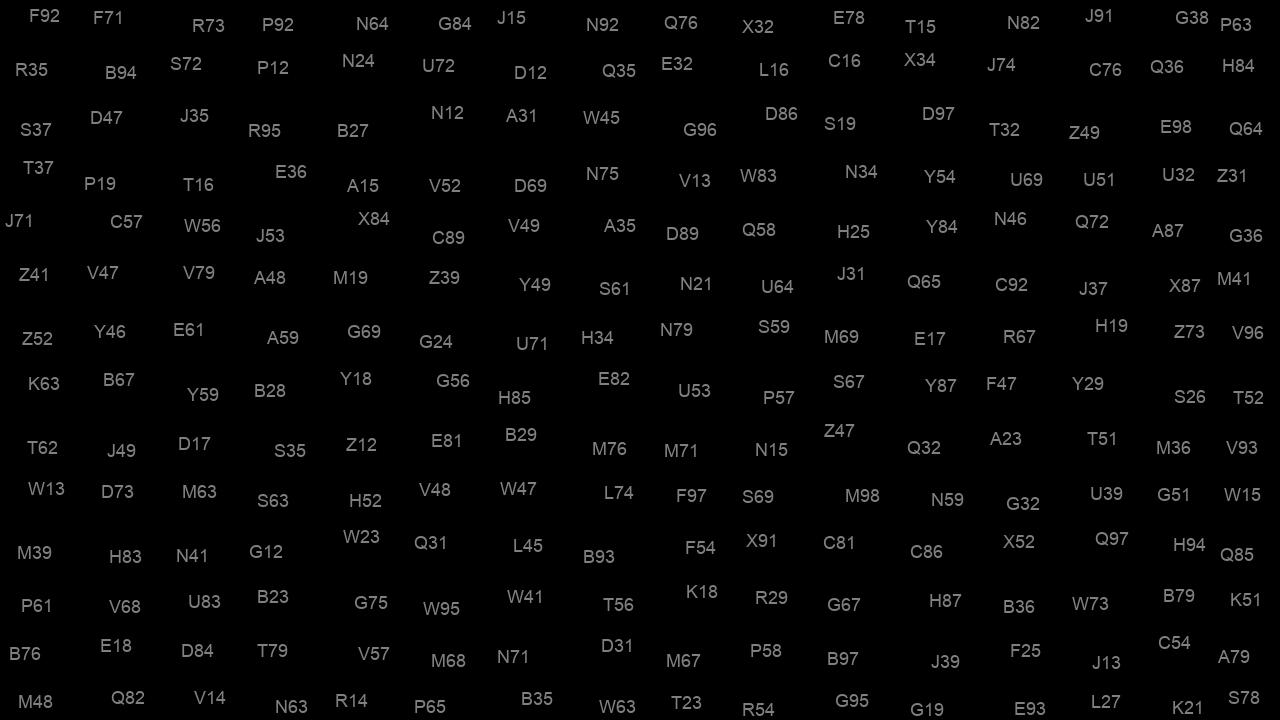 F92 F71 R73 P92 N64 G84 J15 N92 Q76 X32 E78 T15 N82 J91 G38 P63
R35 B94 S72 P12 N24 U72 D12 Q35 E32 L16 C16 X34 J74 C76 Q36 H84
S37 D47 J35 R95 B27 N12 A31 W45 G96 D86 S19 D97 T32 Z49 E98 Q64
T37 P19 T16 E36 A15 V52 D69 N75 V13 W83 N34 Y54 U69 U51 U32 Z31
J71 C57 W56 J53 X84 C89 V49 A35 D89 Q58 H25 Y84 N46 Q72 A87 G36
Z41 V47 V79 A48 M19 Z39 Y49 S61 N21 U64 J31 Q65 C92 J37 X87 M41
Z52 Y46 E61 A59 G69 G24 U71 H34 N79 S59 M69 E17 R67 H19 Z73 V96
K63 B67 Y59 B28 Y18 G56 H85 E82 U53 P57 S67 Y87 F47 Y29 S26 T52
T62 J49 D17 S35 Z12 E81 B29 M76 M71 N15 Z47 Q32 A23 T51 M36 V93
W13 D73 M63 S63 H52 V48 W47 L74 F97 S69 M98 N59 G32 U39 G51 W15
M39 H83 N41 G12 W23 Q31 L45 B93 F54 X91 C81 C86 X52 Q97 H94 Q85
P61 V68 U83 B23 G75 W95 W41 T56 K18 R29 G67 H87 B36 W73 B79 K51
B76 E18 D84 T79 V57 M68 N71 D31 M67 P58 B97 J39 F25 J13 C54 A79
M48 Q82 V14 N63 R14 P65 B35 W63 T23 R54 G95 G19 E93 L27 K21 S78